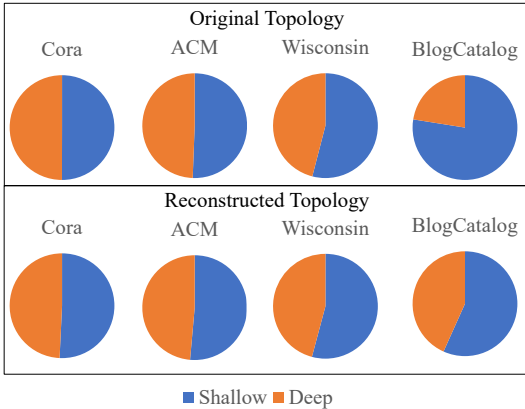 Original Topology
Cora ACM Wisconsin BlogCatalog
Reconstructed Topology
Cora ACM Wisconsin BlogCatalog
Shallow Deep